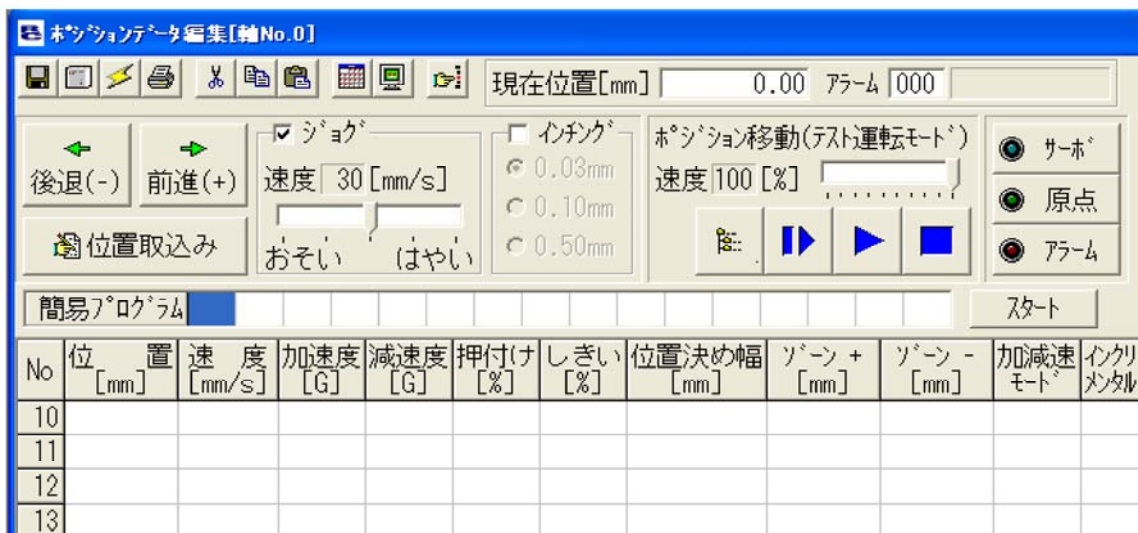 ﾎﾟｼﾞｼｮﾝﾃﾞｰﾀ編集[軸No.0]
現在位置[mm] 0.00 ｱﾗｰﾑ 000
後退(-) 前進(+)
位置取込み
ｼﾞｮｸﾞ
速度 30 [mm/s]
おそい はやい
ｲﾝﾁﾝｸﾞ
0.03mm
0.10mm
0.50mm
ﾎﾟｼﾞｼｮﾝ移動(ﾃｽﾄ運転ﾓｰﾄﾞ)
速度 100 [%]
ｻｰﾎﾞ
原点
ｱﾗｰﾑ
簡易ﾌﾟﾛｸﾞﾗﾑ ｽﾀｰﾄ
No 位 置 [mm] 速 度 [mm/s] 加速度 [G] 減速度 [G] 押付け [%] しきい [%] 位置決め幅 [mm] ｿﾞｰﾝ + [mm] ｿﾞｰﾝ - [mm] 加減速 ﾓｰﾄﾞ ｲﾝｸﾘ ﾒﾝﾀﾙ
10
11
12
13